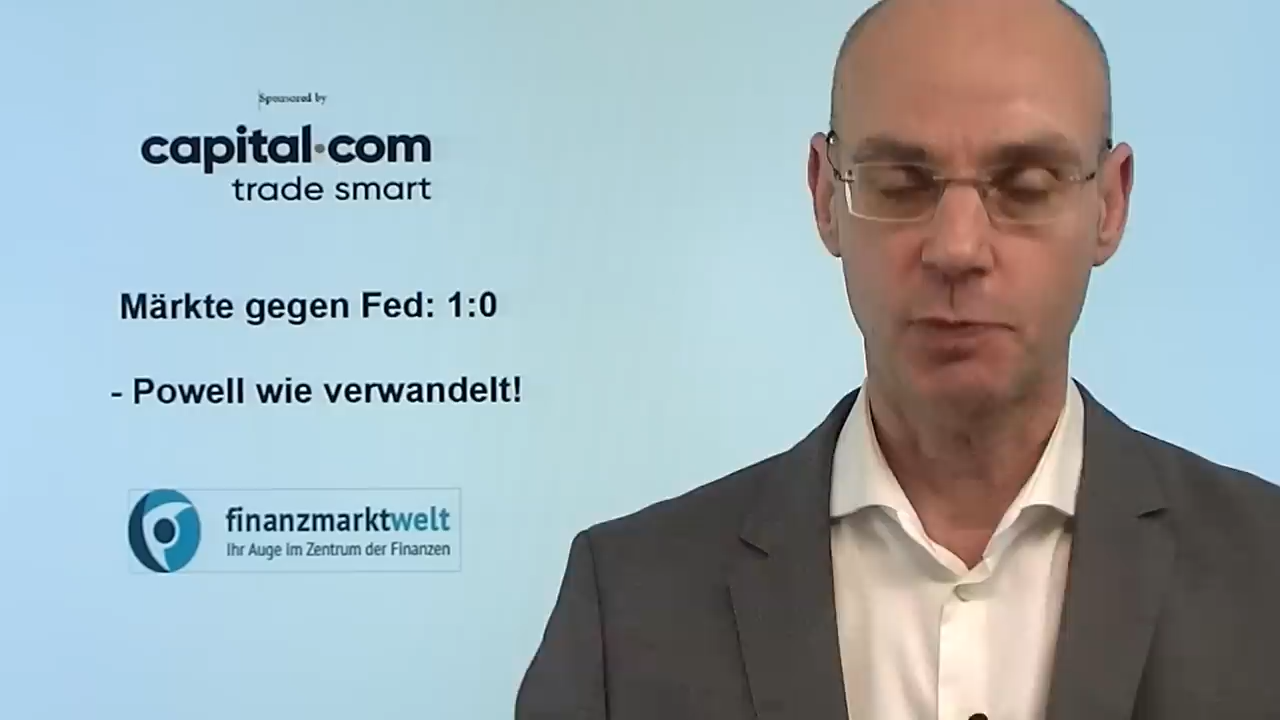 Sponsored by
capital·com
trade smart
Märkte gegen Fed: 1:0
- Powell wie verwandelt!
finanzmarktwelt
Ihr Auge im Zentrum der Finanzen